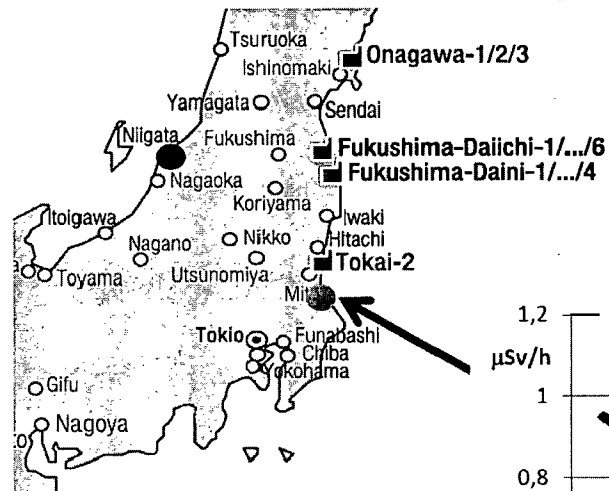 Tsuruoka
Onagawa-1/2/3
Ishinomaki
Yamagata
Sendai
Niigata
Fukushima
Fukushima-Daiichi-1/.../6
Fukushima-Daini-1/.../4
Nagaoka
Koriyama
Iwaki
Itoigawa
Hitachi
Nagano
Nikko
Tokai-2
Toyama
Utsunomiya
Mit
1,2
Tokio
Funabashi
Chiba
µSv/h
Yokohama
Gifu
1
Nagoya
0,8